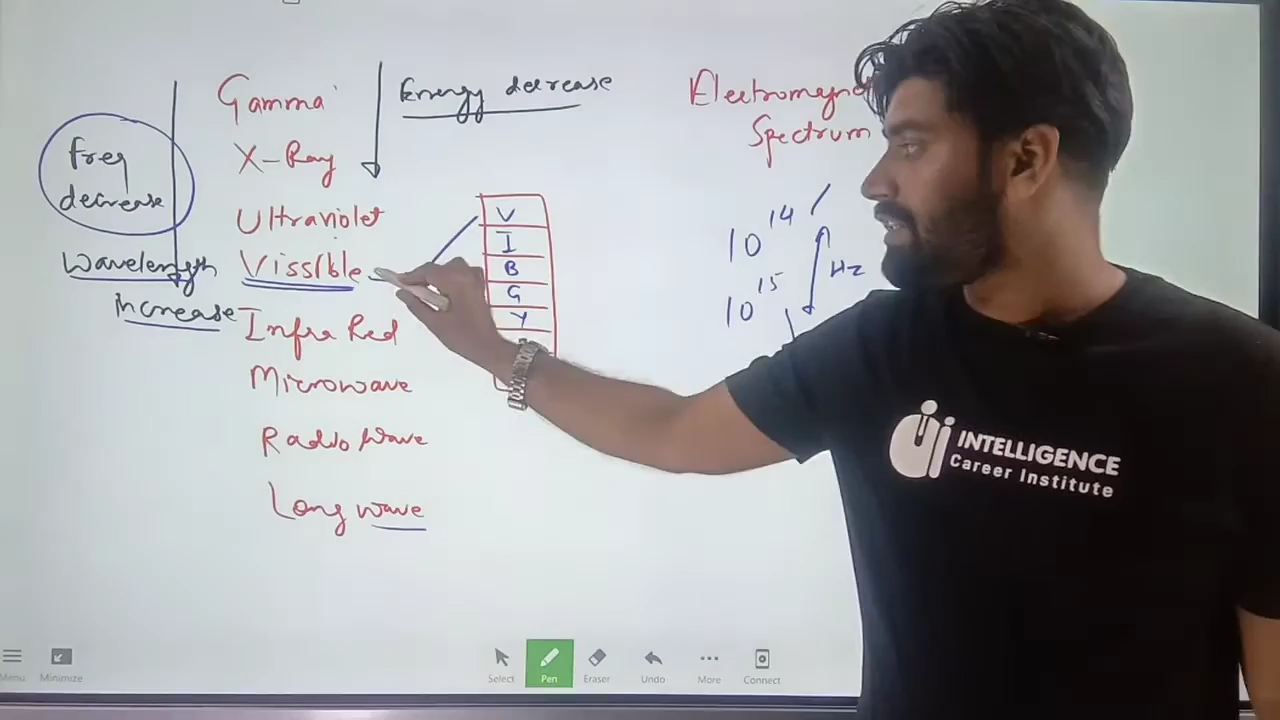 Gamma
X-Ray
Ultraviolet
Vissible
Infra Red
Microwave
Radio Wave
Long wave
Freq
decrease
Wavelength
increase
Energy decrease
V
I
B
G
Y
Spectrum
10^14
10^15
Hz
INTELLIGENCE
Career Institute
Menu
Minimize
Select
Pen
Eraser
Undo
More
Connect